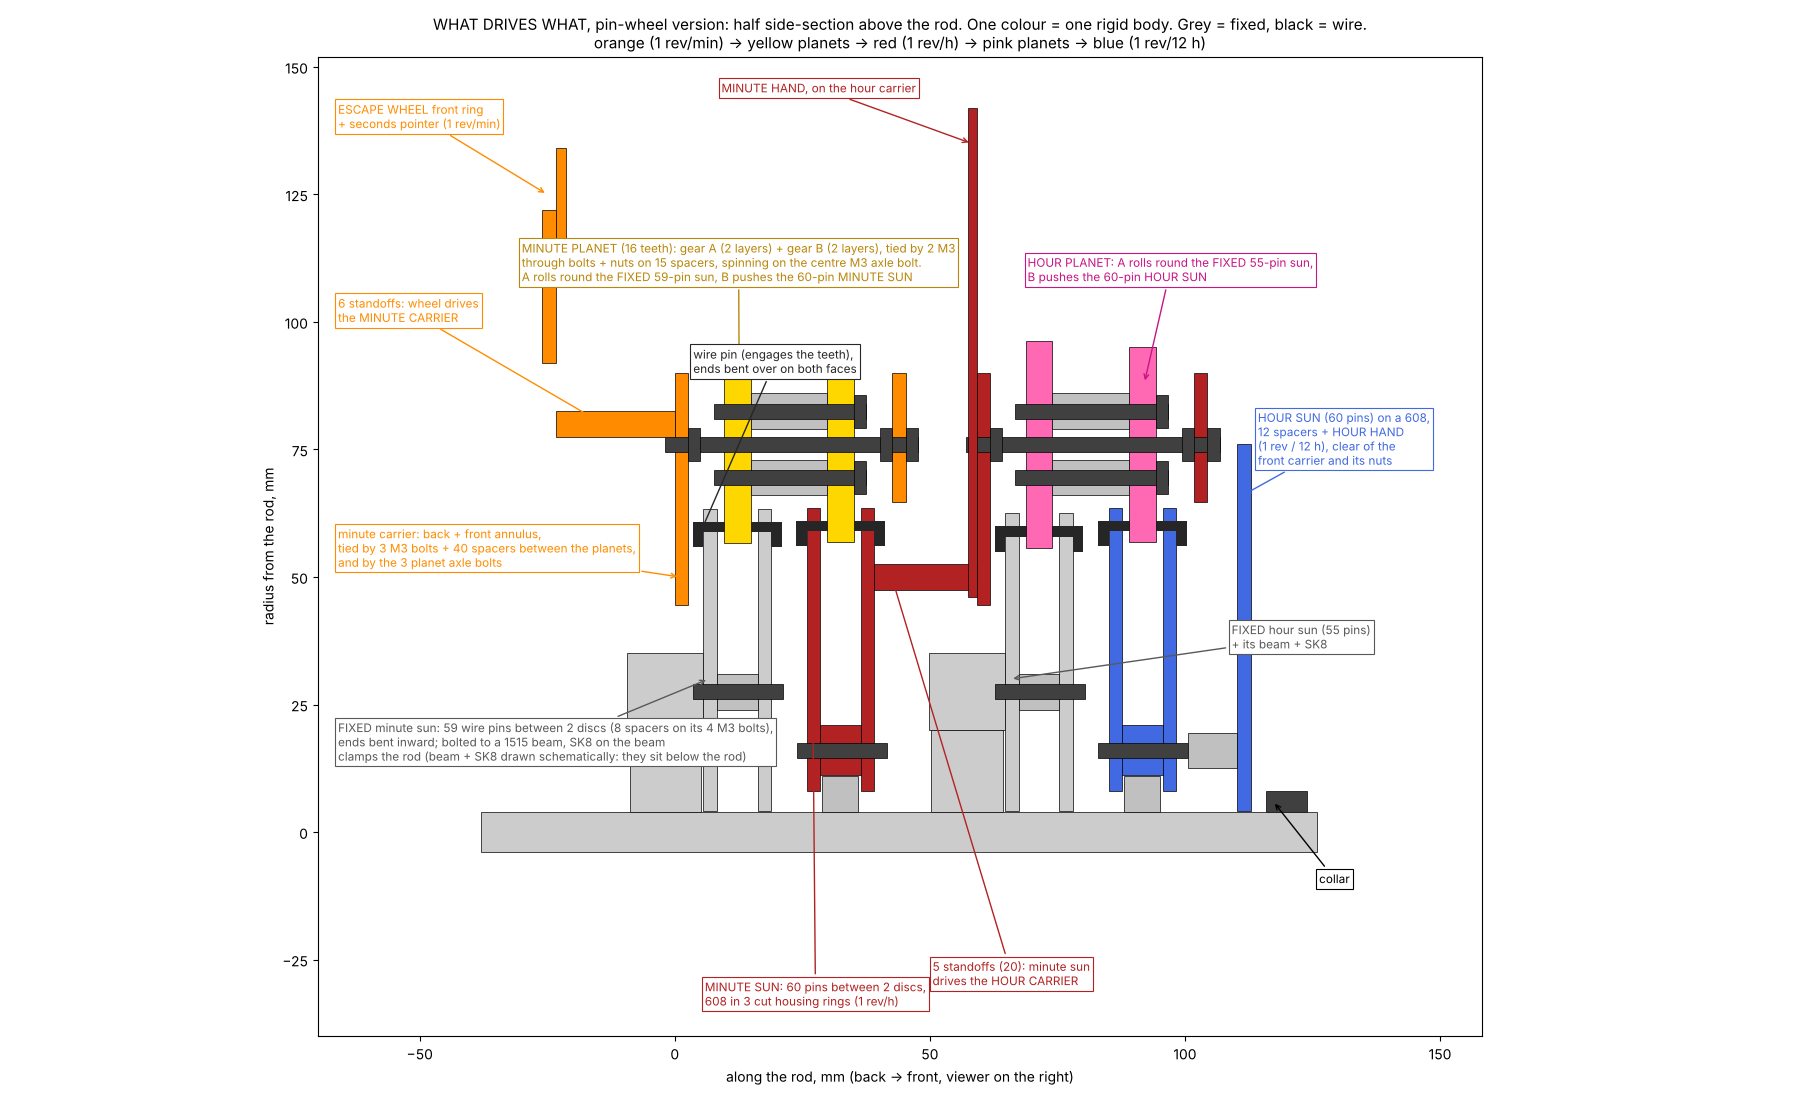 WHAT DRIVES WHAT, pin-wheel version: half side-section above the rod. One colour = one rigid body. Grey = fixed, black = wire.
orange (1 rev/min) → yellow planets → red (1 rev/h) → pink planets → blue (1 rev/12 h)
150
125
100
75
50
25
0
−25
radius from the rod, mm
MINUTE HAND, on the hour carrier
ESCAPE WHEEL front ring
+ seconds pointer (1 rev/min)
MINUTE PLANET (16 teeth): gear A (2 layers) + gear B (2 layers), tied by 2 M3
through bolts + nuts on 15 spacers, spinning on the centre M3 axle bolt.
A rolls round the FIXED 59-pin sun, B pushes the 60-pin MINUTE SUN
HOUR PLANET: A rolls round the FIXED 55-pin sun,
B pushes the 60-pin HOUR SUN
6 standoffs: wheel drives
the MINUTE CARRIER
wire pin (engages the teeth),
ends bent over on both faces
HOUR SUN (60 pins) on a 608,
12 spacers + HOUR HAND
(1 rev / 12 h), clear of the
front carrier and its nuts
minute carrier: back + front annulus,
tied by 3 M3 bolts + 40 spacers between the planets,
and by the 3 planet axle bolts
FIXED hour sun (55 pins)
+ its beam + SK8
FIXED minute sun: 59 wire pins between 2 discs (8 spacers on its 4 M3 bolts),
ends bent inward; bolted to a 1515 beam, SK8 on the beam
clamps the rod (beam + SK8 drawn schematically: they sit below the rod)
collar
5 standoffs (20): minute sun
drives the HOUR CARRIER
MINUTE SUN: 60 pins between 2 discs,
608 in 3 cut housing rings (1 rev/h)
−50
0
50
100
150
along the rod, mm (back → front, viewer on the right)